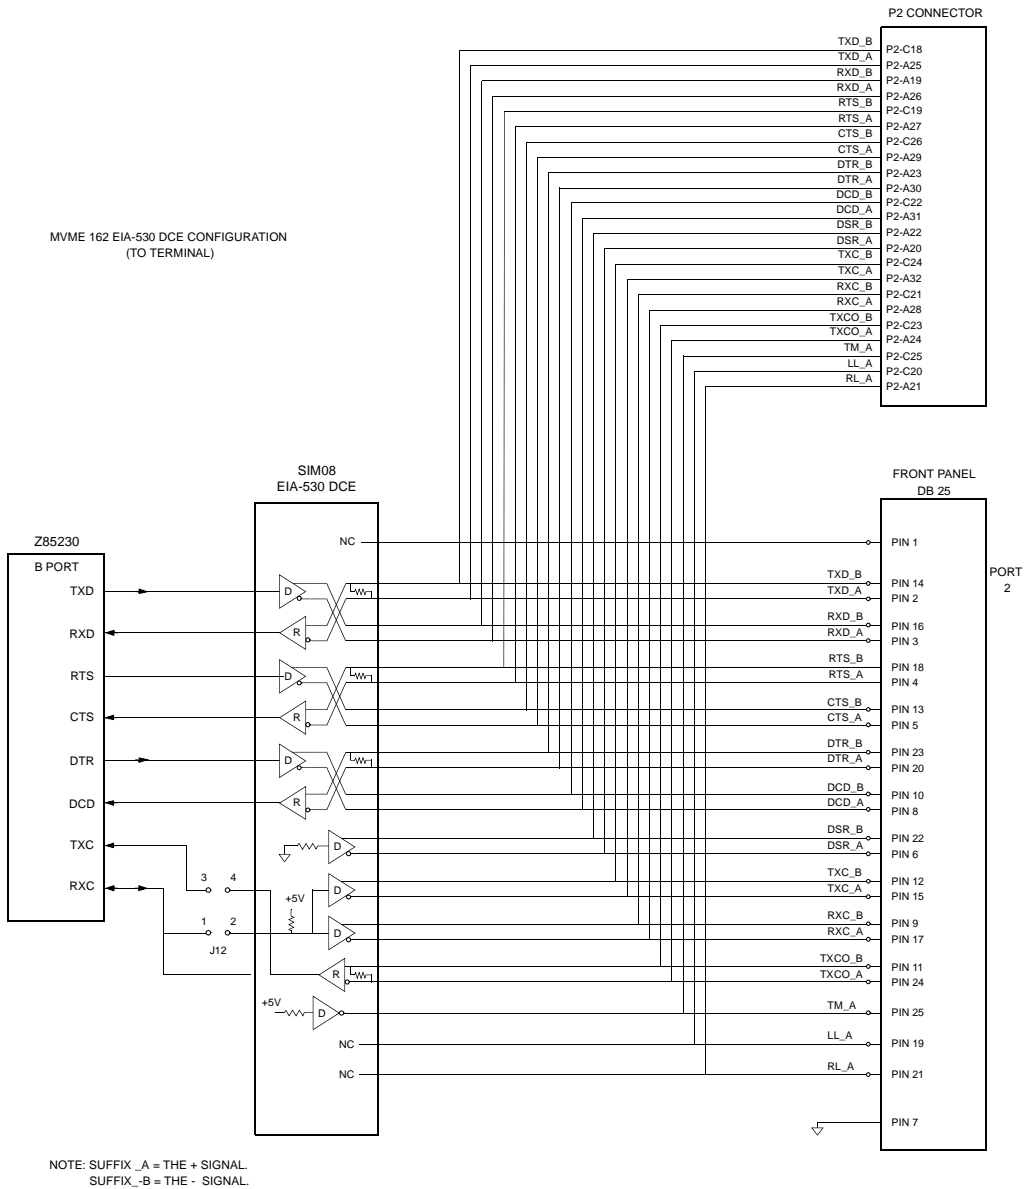 P2 CONNECTOR
TXD_B P2-C18
TXD_A P2-A25
RXD_B P2-A19
RXD_A P2-A26
RTS_B P2-C19
RTS_A P2-A27
CTS_B P2-C26
CTS_A P2-A29
DTR_B P2-A23
DTR_A P2-A30
DCD_B P2-C22
DCD_A P2-A31
DSR_B P2-A22
DSR_A P2-A20
TXC_B P2-C24
TXC_A P2-A32
RXC_B P2-C21
RXC_A P2-A28
TXCO_B P2-C23
TXCO_A P2-A24
TM_A P2-C25
LL_A P2-C20
RL_A P2-A21
MVME 162 EIA-530 DCE CONFIGURATION
(TO TERMINAL)
SIM08
EIA-530 DCE
FRONT PANEL
DB 25
Z85230
B PORT
PORT
2
NC PIN 1
TXD D TXD_B PIN 14
TXD_A PIN 2
RXD R RXD_B PIN 16
RXD_A PIN 3
RTS D RTS_B PIN 18
RTS_A PIN 4
CTS R CTS_B PIN 13
CTS_A PIN 5
DTR D DTR_B PIN 23
DTR_A PIN 20
DCD R DCD_B PIN 10
DCD_A PIN 8
TXC D DSR_B PIN 22
DSR_A PIN 6
RXC 3 4 +5V D TXC_B PIN 12
TXC_A PIN 15
1 2 D RXC_B PIN 9
J12 RXC_A PIN 17
R TXCO_B PIN 11
TXCO_A PIN 24
+5V D TM_A PIN 25
NC LL_A PIN 19
NC RL_A PIN 21
PIN 7
NOTE: SUFFIX _A = THE + SIGNAL.
SUFFIX_-B = THE - SIGNAL.